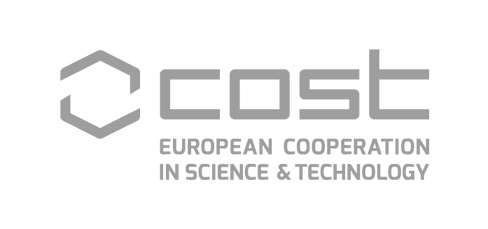 cost
EUROPEAN COOPERATION
IN SCIENCE & TECHNOLOGY